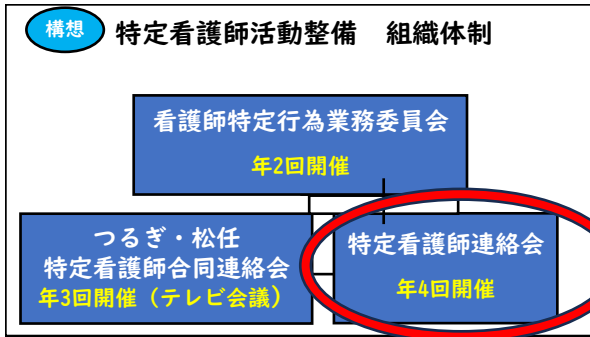 構想
特定看護師活動整備 組織体制
看護師特定行為業務委員会
年2回開催
つるぎ・松任
特定看護師合同連絡会
年3回開催（テレビ会議）
特定看護師連絡会
年4回開催